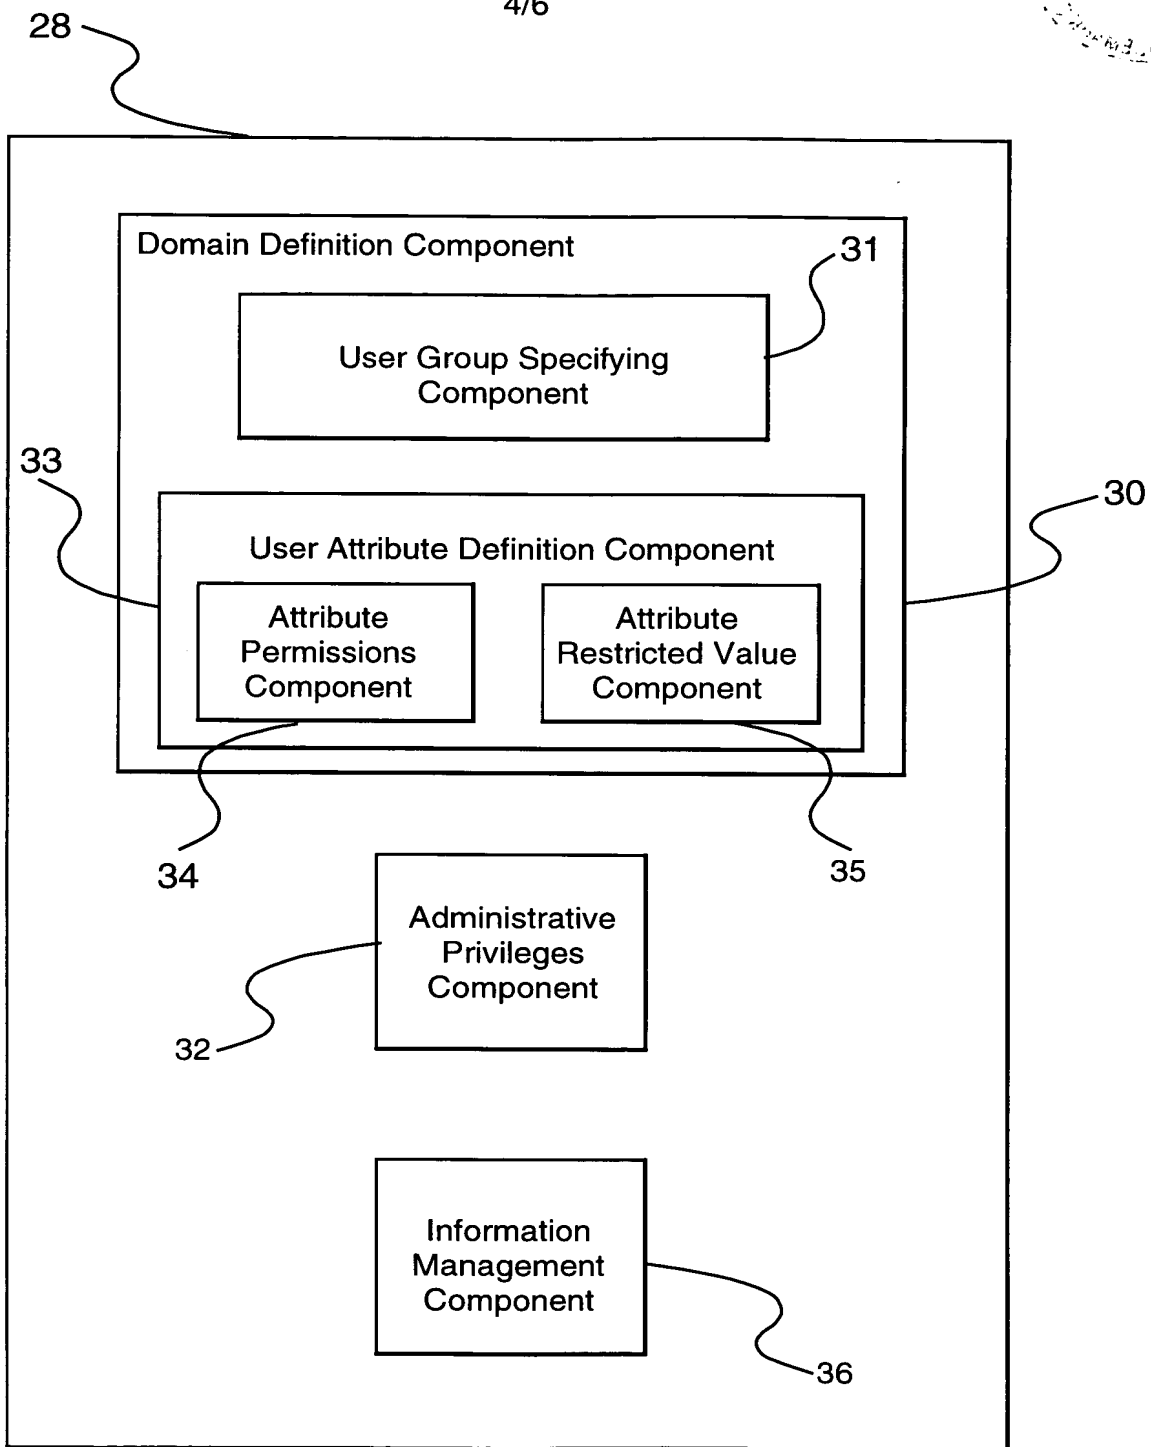 4/6
28
Domain Definition Component
31
User Group Specifying
Component
33
30
User Attribute Definition Component
Attribute
Permissions
Component
Attribute
Restricted Value
Component
34
35
Administrative
Privileges
Component
32
Information
Management
Component
36